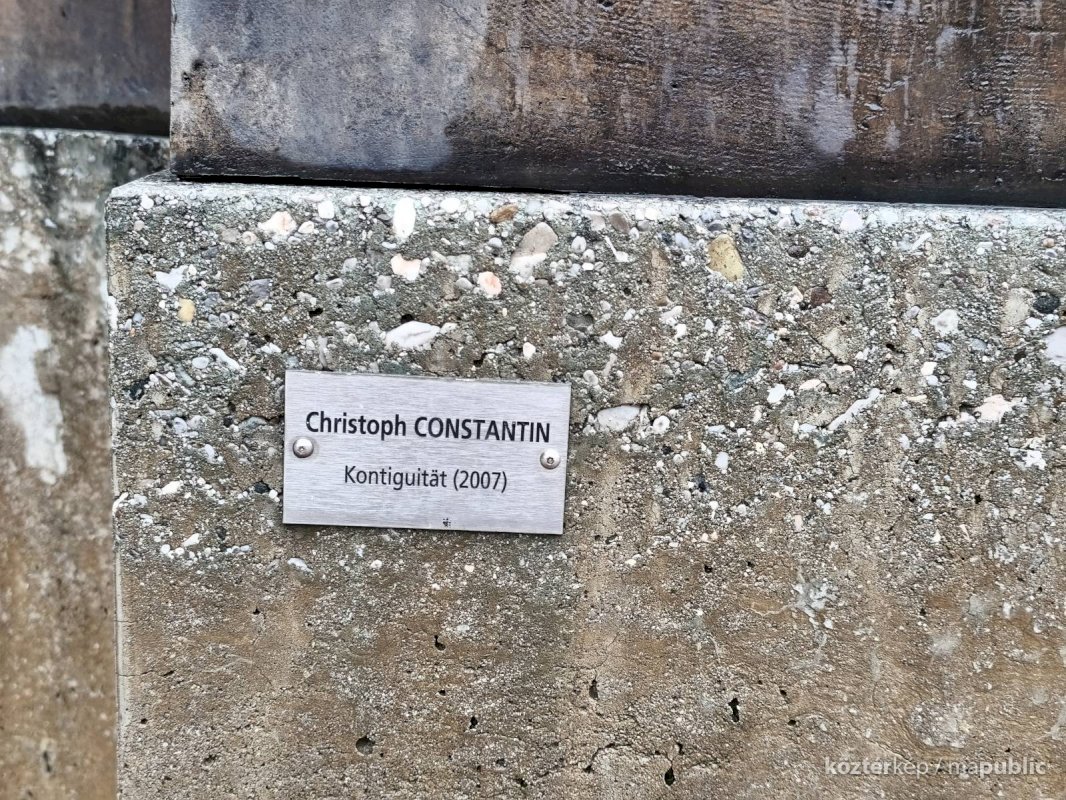 Christoph CONSTANTIN
Kontiguität (2007)
köztérkép / mapublic